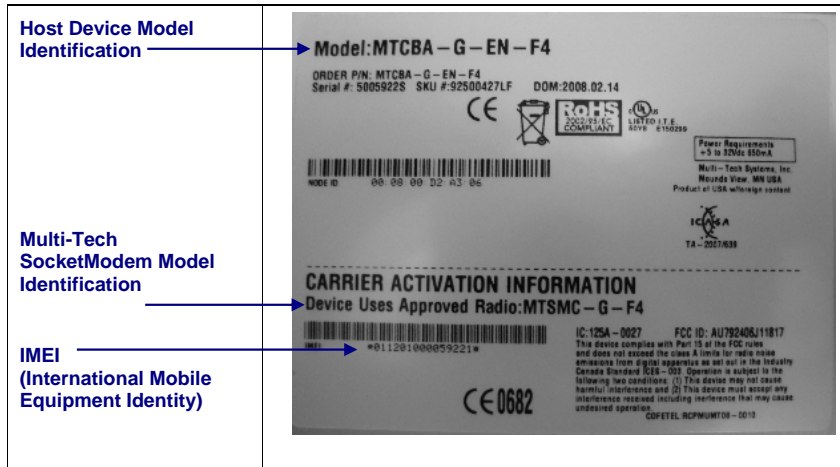 Host Device Model
Identification
Multi-Tech
SocketModem Model
Identification
IMEI
(International Mobile
Equipment Identity)
Model:MTCBA-G-EN-F4
ORDER P/N: MTCBA-G-EN-F4
Serial #: 5005922S SKU #:92500427LF DOM:2008.02.14
CE
RoHS
2002/95/EC
COMPLIANT
UL
LISTED I.T.E.
E150299
Power Requirements
+5 to 32Vdc 650mA
Multi-Tech Systems, Inc.
Mounds View, MN USA
Product of USA w/foreign content
NODE ID 00:08:00:D2:A3:06
ICASA
TA-2007/639
CARRIER ACTIVATION INFORMATION
Device Uses Approved Radio:MTSMC-G-F4
IMEI *011201000059221*
CE0682
IC:125A-0027 FCC ID: AU792406J11817
This device complies with Part 15 of the FCC rules
and does not exceed the class A limits for radio noise
emissions from digital apparatus as set out in the Industry
Canada Standard ICES-003 Operation is subject to the
following two conditions: (1) This device may not cause
harmful interference and (2) This device must accept any
interference received including inerference that may cause
undesired operation.
COFETEL:RCPMUMT08-0013